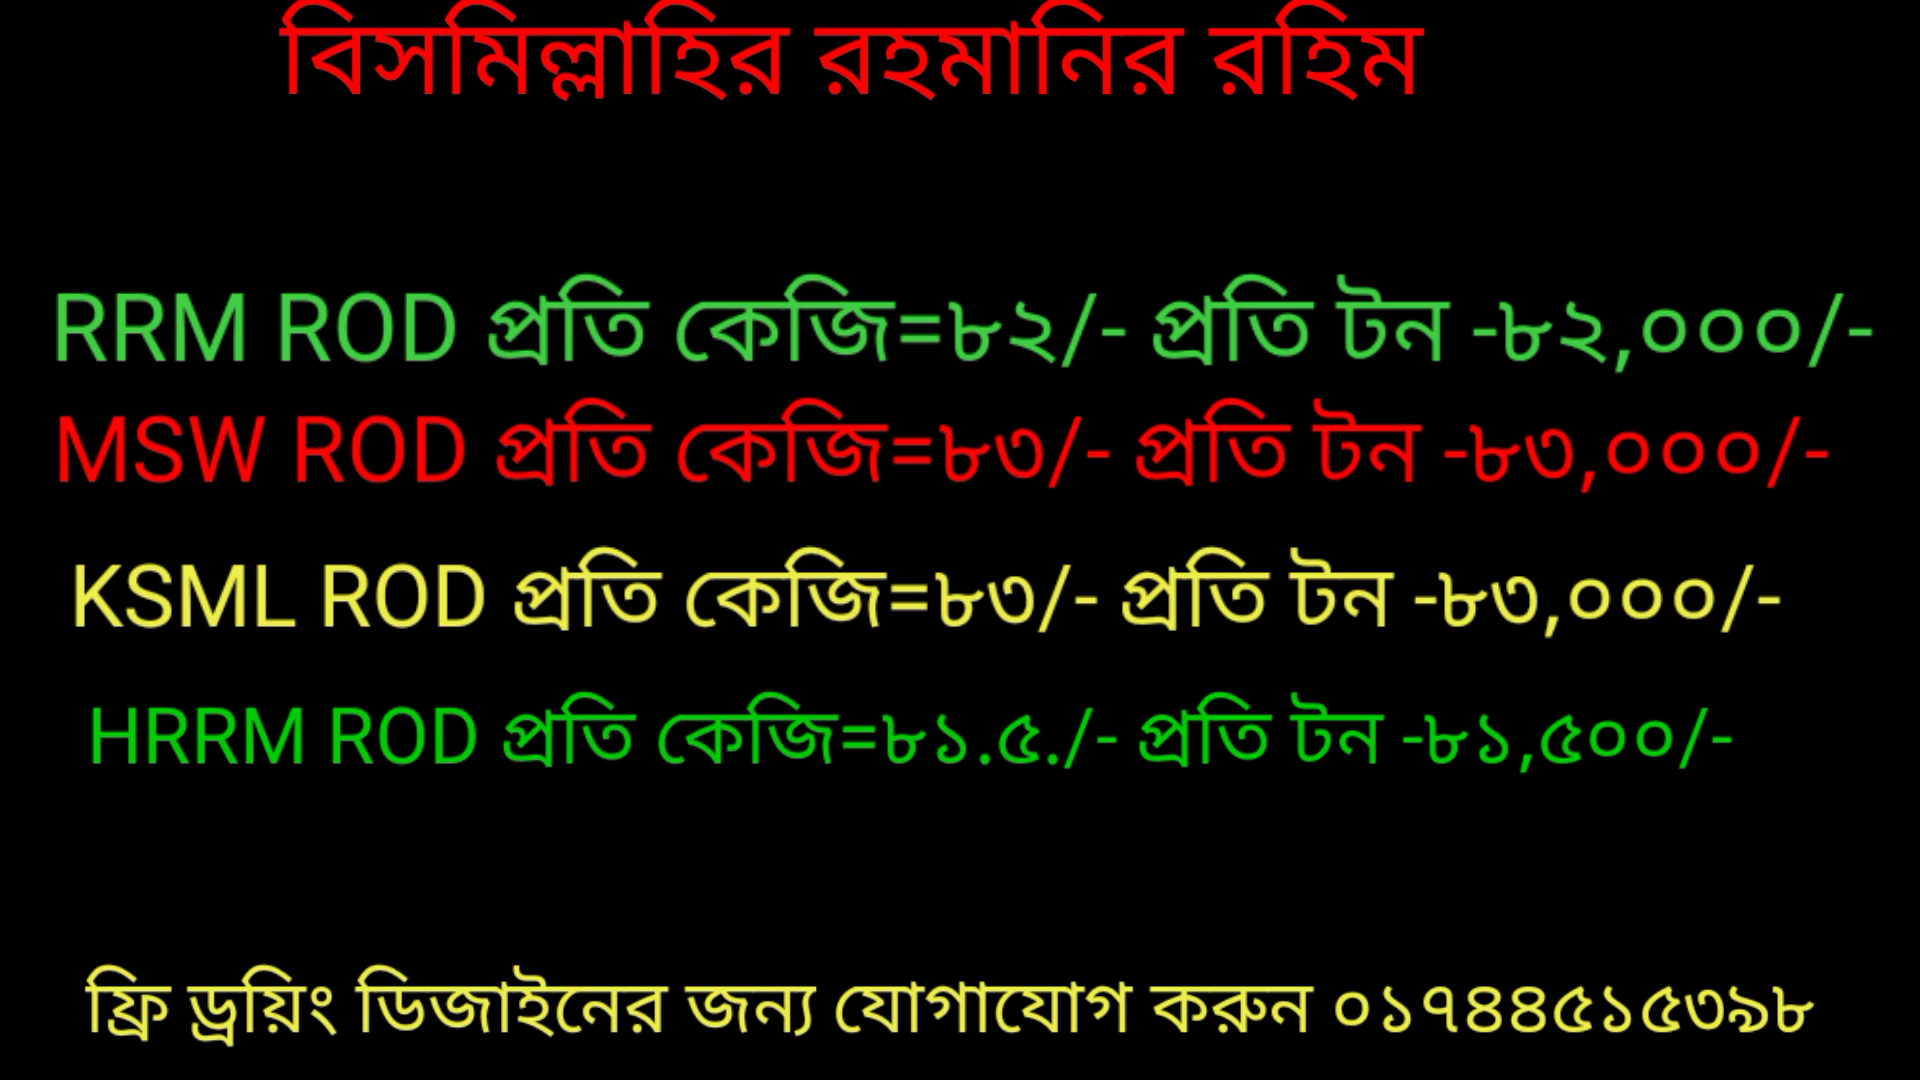 বিসমিল্লাহির রহমানির রহিম
RRM ROD প্রতি কেজি=৮২/- প্রতি টন -৮২,০০০/-
MSW ROD প্রতি কেজি=৮৩/- প্রতি টন -৮৩,০০০/-
KSML ROD প্রতি কেজি=৮৩/- প্রতি টন -৮৩,০০০/-
HRRM ROD প্রতি কেজি=৮১.৫./- প্রতি টন -৮১,৫০০/-
ফ্রি ড্রয়িং ডিজাইনের জন্য যোগাযোগ করুন ০১৭৪৪৫১৫৩৯৮